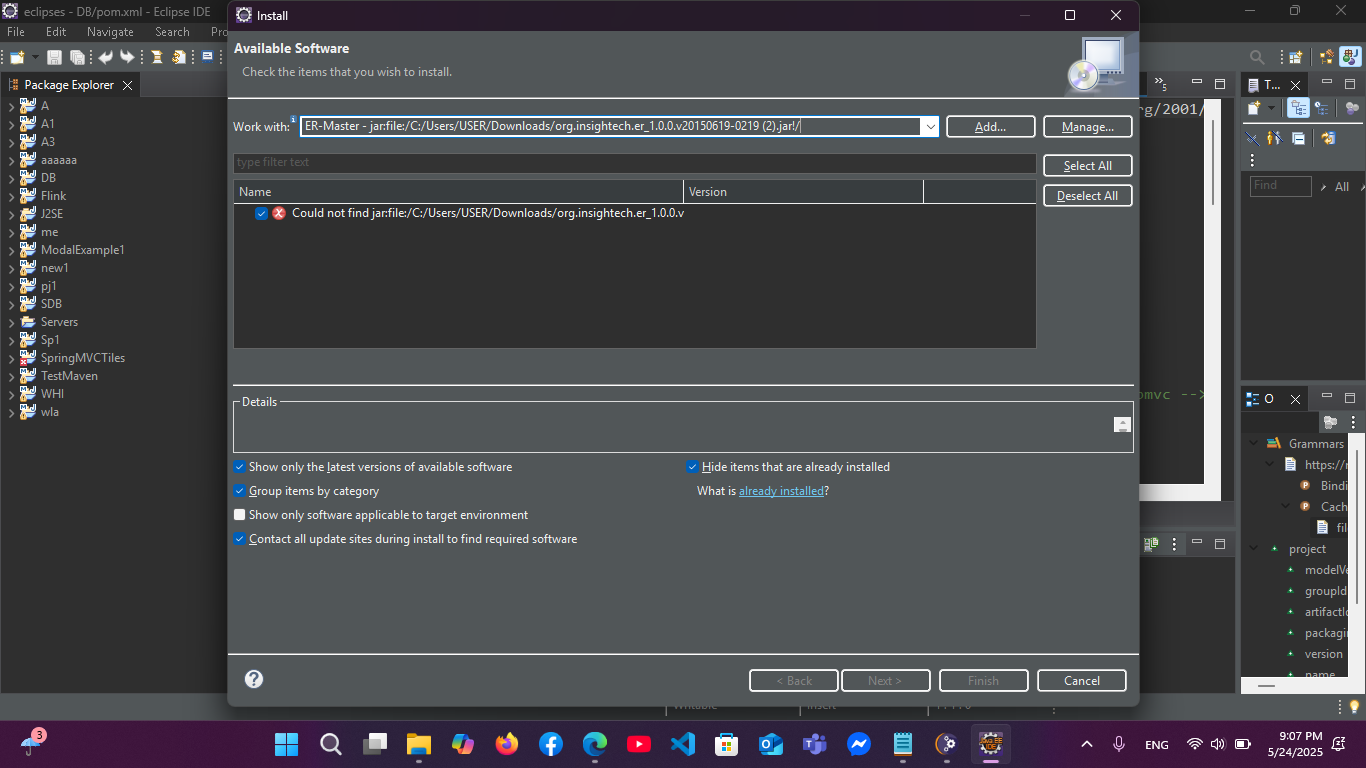 eclipses - DB/pom.xml - Eclipse IDE
Install
File Edit Navigate Search
Available Software
Check the items that you wish to install.
Package Explorer
T...
5
Work with: ER-Master - jar:file:/C:/Users/USER/Downloads/org.insightech.er_1.0.0.v20150619-0219 (2).jar!/
Add...
Manage...
rg/2001/
type filter text
Select All
Deselect All
Name Version
Could not find jar:file:/C:/Users/USER/Downloads/org.insightech.er_1.0.0.v
A
A1
A3
aaaaaa
DB
Flink
J2SE
me
ModalExample1
new1
pj1
SDB
Servers
Sp1
SpringMVCTiles
TestMaven
WHI
wla
Find All
Details
Show only the latest versions of available software
Hide items that are already installed
Group items by category
What is already installed?
Show only software applicable to target environment
Contact all update sites during install to find required software
omvc -->
O
Grammars
https://r
Bindi
Cach
fil
project
modelVe
groupId
artifactId
packagi
version
name
?
< Back
Next >
Finish
Cancel
Writable Insert
3
ENG
9:07 PM
5/24/2025